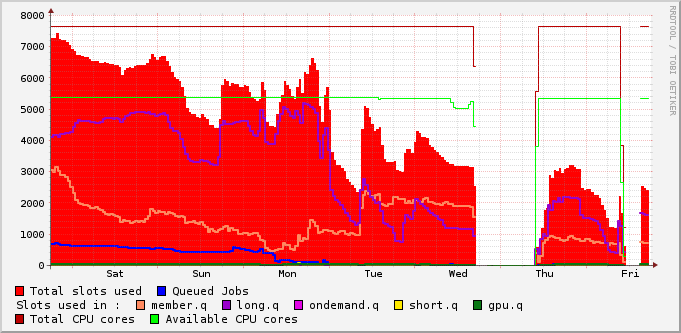 8000
7000
6000
5000
4000
3000
2000
1000
0
Sat Sun Mon Tue Wed Thu Fri
RRDTOOL / TOBI OETIKER
Total slots used Queued Jobs
Slots used in : member.q long.q ondemand.q short.q gpu.q
Total CPU cores Available CPU cores